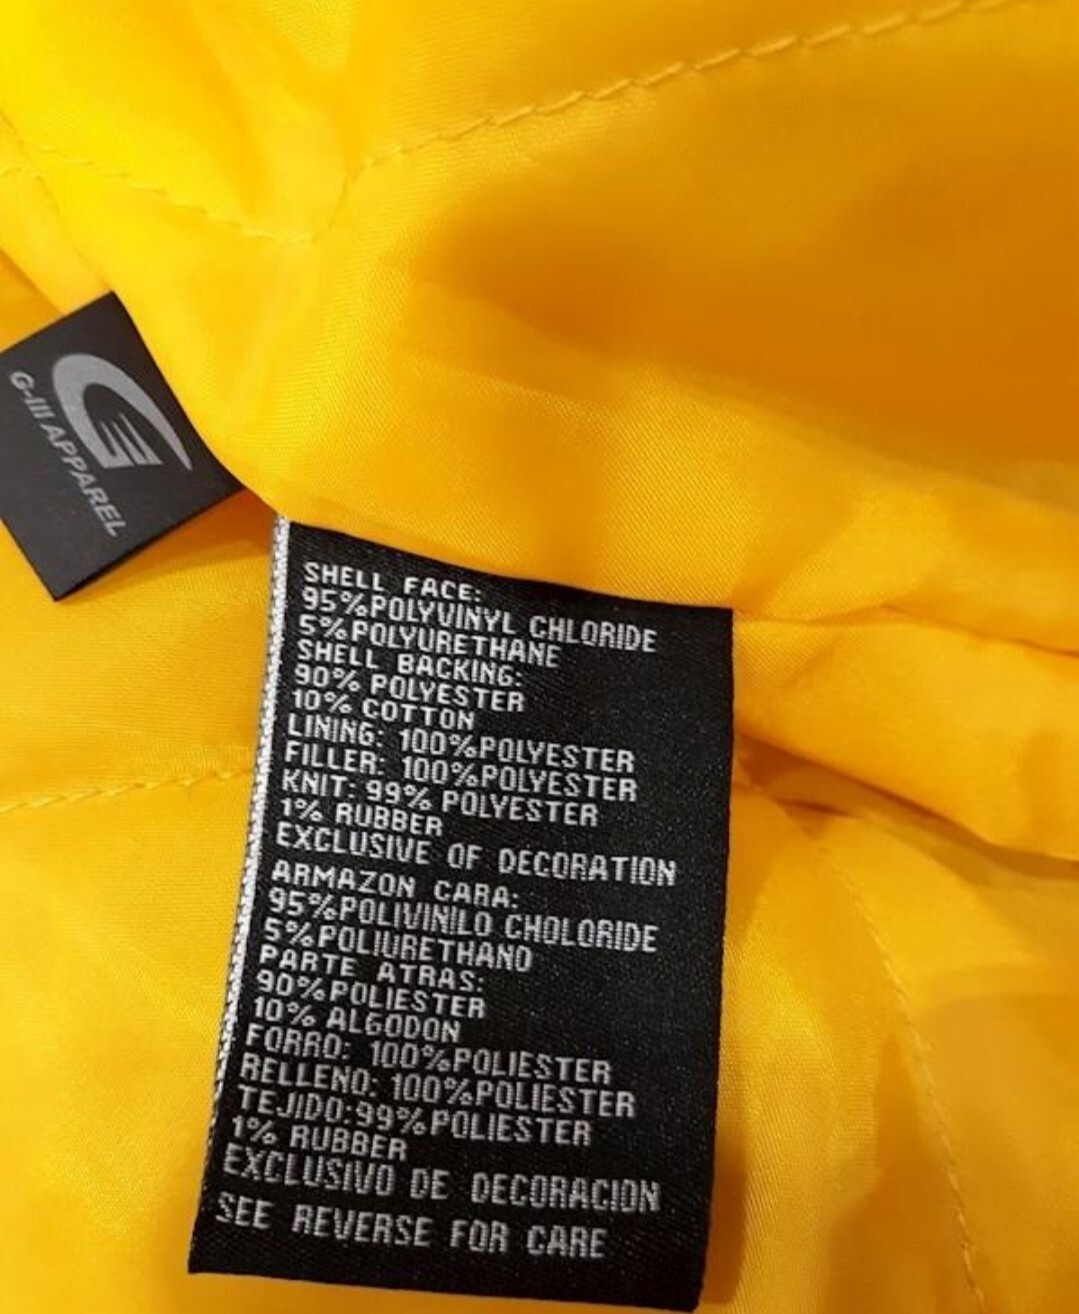 G-III APPAREL
SHELL FACE:
95%POLYVINYL CHLORIDE
5%POLYURETHANE
SHELL BACKING:
90% POLYESTER
10% COTTON
LINING: 100%POLYESTER
FILLER: 100%POLYESTER
KNIT: 99% POLYESTER
1% RUBBER
EXCLUSIVE OF DECORATION
ARMAZON CARA:
95%POLIVINILO CHOLORIDE
5%POLIURETHANO
PARTE ATRAS:
90%POLIESTER
10% ALGODON
FORRO: 100%POLIESTER
RELLENO: 100%POLIESTER
TEJIDO:99%POLIESTER
1% RUBBER
EXCLUSIVO DE DECORACION
SEE REVERSE FOR CARE